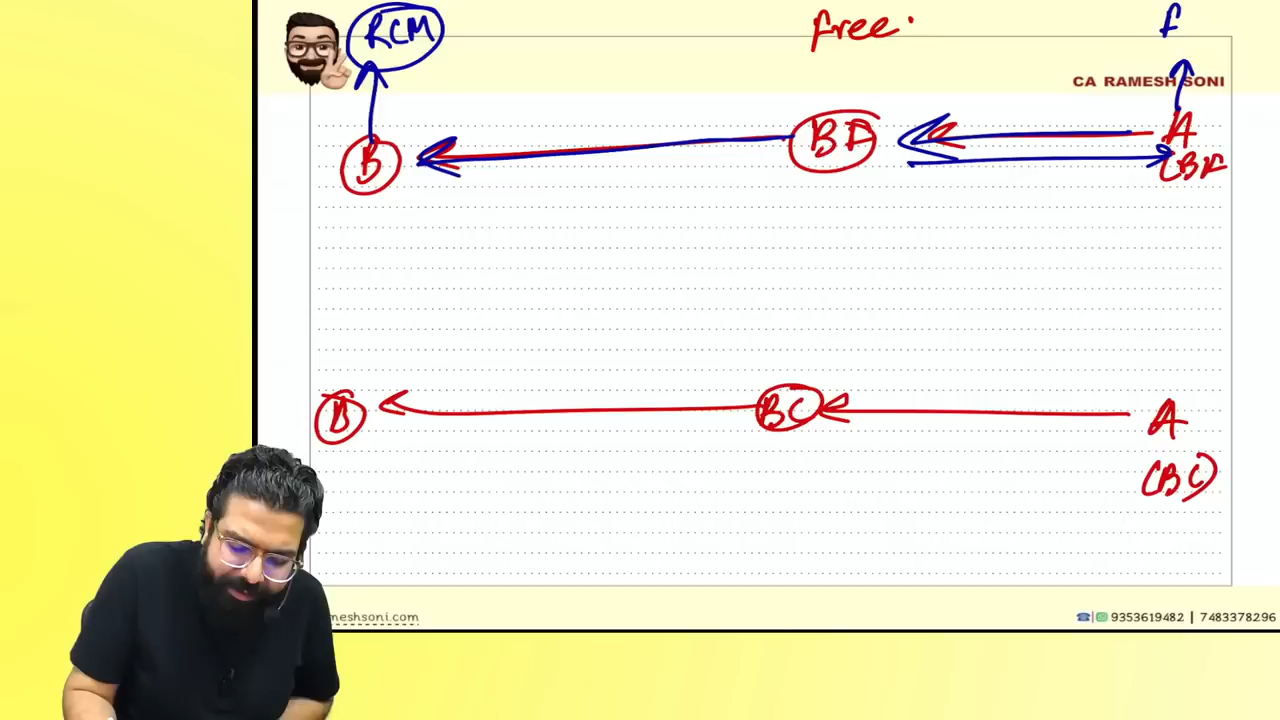 RCM free. f
CA RAMESH SONI
B BF A
(BF
B BC A
(BC)
meshsoni.com 9353619482 | 7483378296